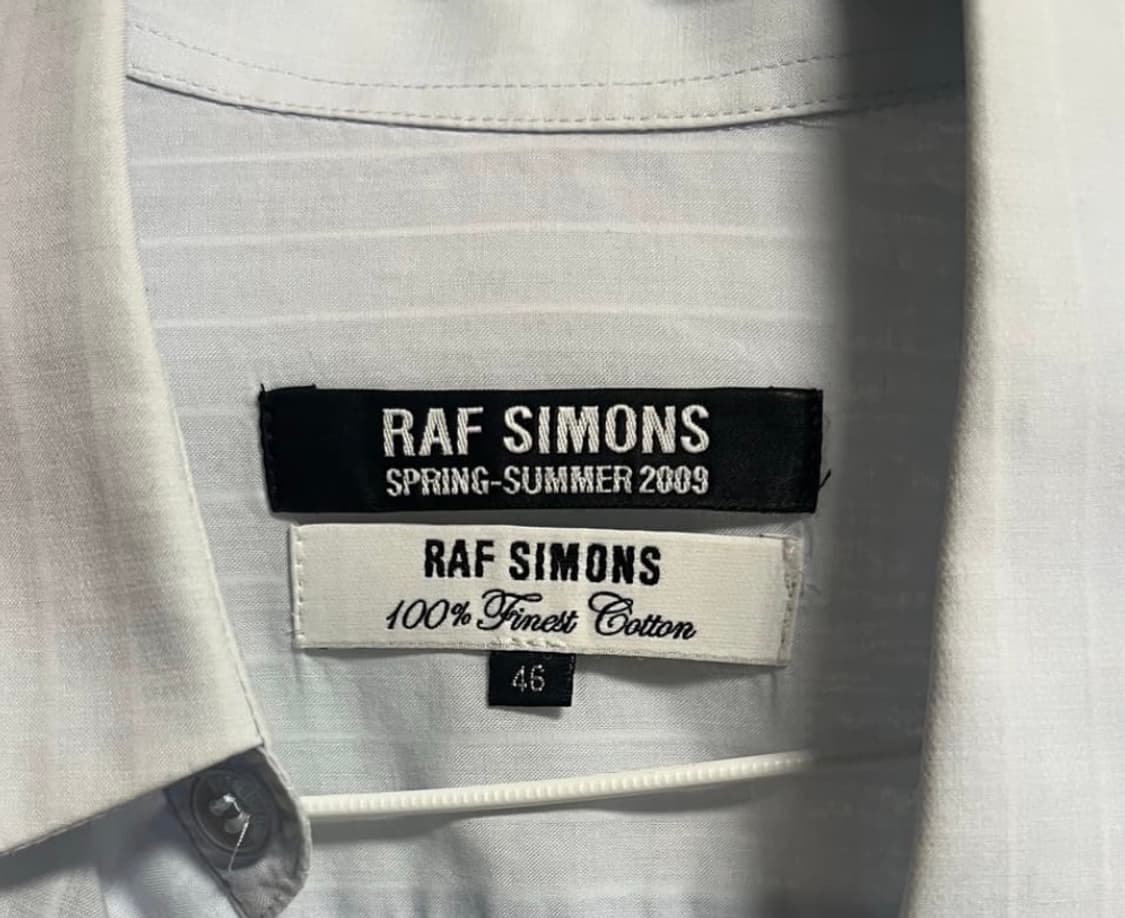 RAF SIMONS
SPRING-SUMMER 2009
RAF SIMONS
100% Finest Cotton
46